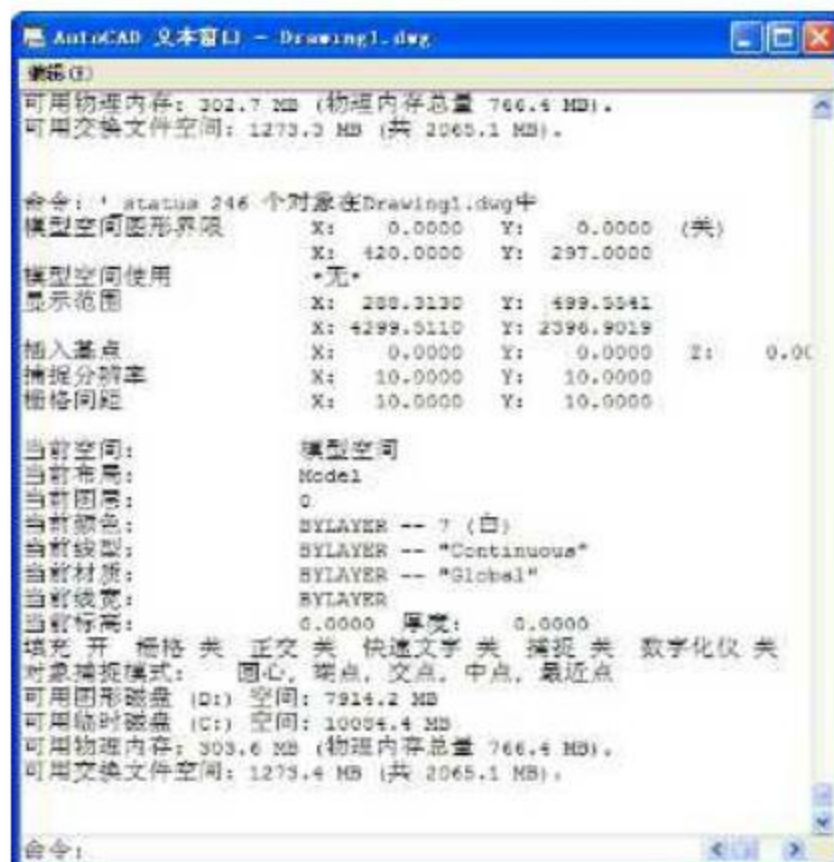 AutoCAD 文本窗口 - Drawing1.dwg
编辑(E)
可用物理内存: 302.7 MB (物理内存总量 766.4 MB).
可用交换文件空间: 1273.3 MB (共 2065.1 MB).
命令: '_status 246 个对象在Drawing1.dwg中
模型空间图形界限 X: 0.0000 Y: 0.0000 (关)
X: 420.0000 Y: 297.0000
模型空间使用 *无*
显示范围 X: 288.3130 Y: 499.5541
X: 4299.5110 Y: 2396.9019
插入基点 X: 0.0000 Y: 0.0000 Z: 0.00
捕捉分辨率 X: 10.0000 Y: 10.0000
栅格间距 X: 10.0000 Y: 10.0000
当前空间: 模型空间
当前布局: Model
当前图层: 0
当前颜色: BYLAYER -- 7 (白)
当前线型: BYLAYER -- "Continuous"
当前材质: BYLAYER -- "Global"
当前线宽: BYLAYER
当前标高: 0.0000 厚度: 0.0000
填充 开 栅格 关 正交 关 快速文字 关 捕捉 关 数字化仪 关
对象捕捉模式: 圆心, 端点, 交点, 中点, 最近点
可用图形磁盘 (D:) 空间: 7914.2 MB
可用临时磁盘 (C:) 空间: 10084.4 MB
可用物理内存: 303.6 MB (物理内存总量 766.4 MB).
可用交换文件空间: 1273.4 MB (共 2065.1 MB).
命令: